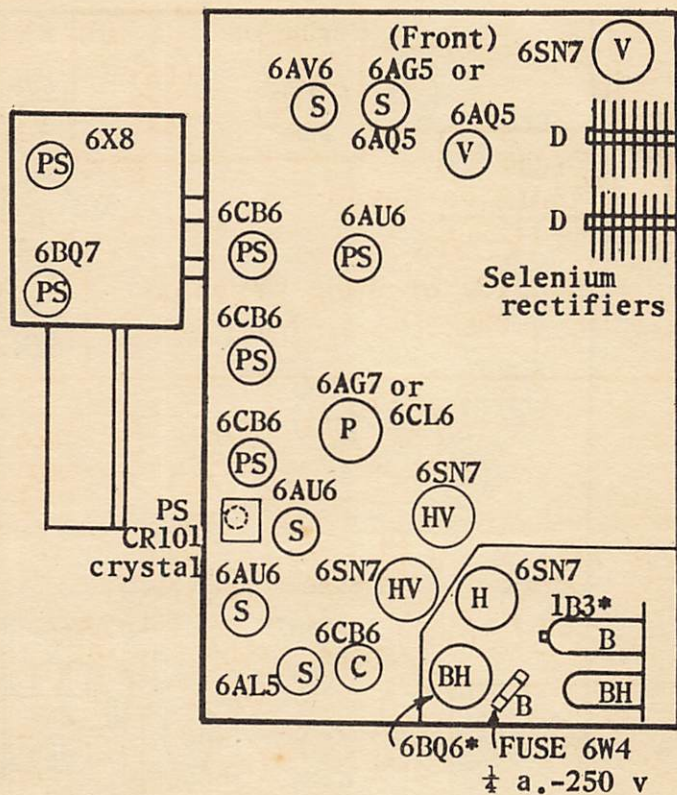 (Front)
6SN7 V
6AV6 6AG5 or
S S
6AQ5
6AQ5
V
6X8
PS
D
6CB6 6AU6
PS PS
D
6BQ7
PS
Selenium
rectifiers
6CB6
PS
6AG7 or
P 6CL6
6CB6
PS
6SN7
HV
PS
CR101
crystal
6AU6
S
6AU6
S
6SN7
HV
6SN7
H
1B3*
B
6CB6
C
6AL5 S
BH
B
BH
6BQ6* FUSE 6W4
¼ a.-250 v